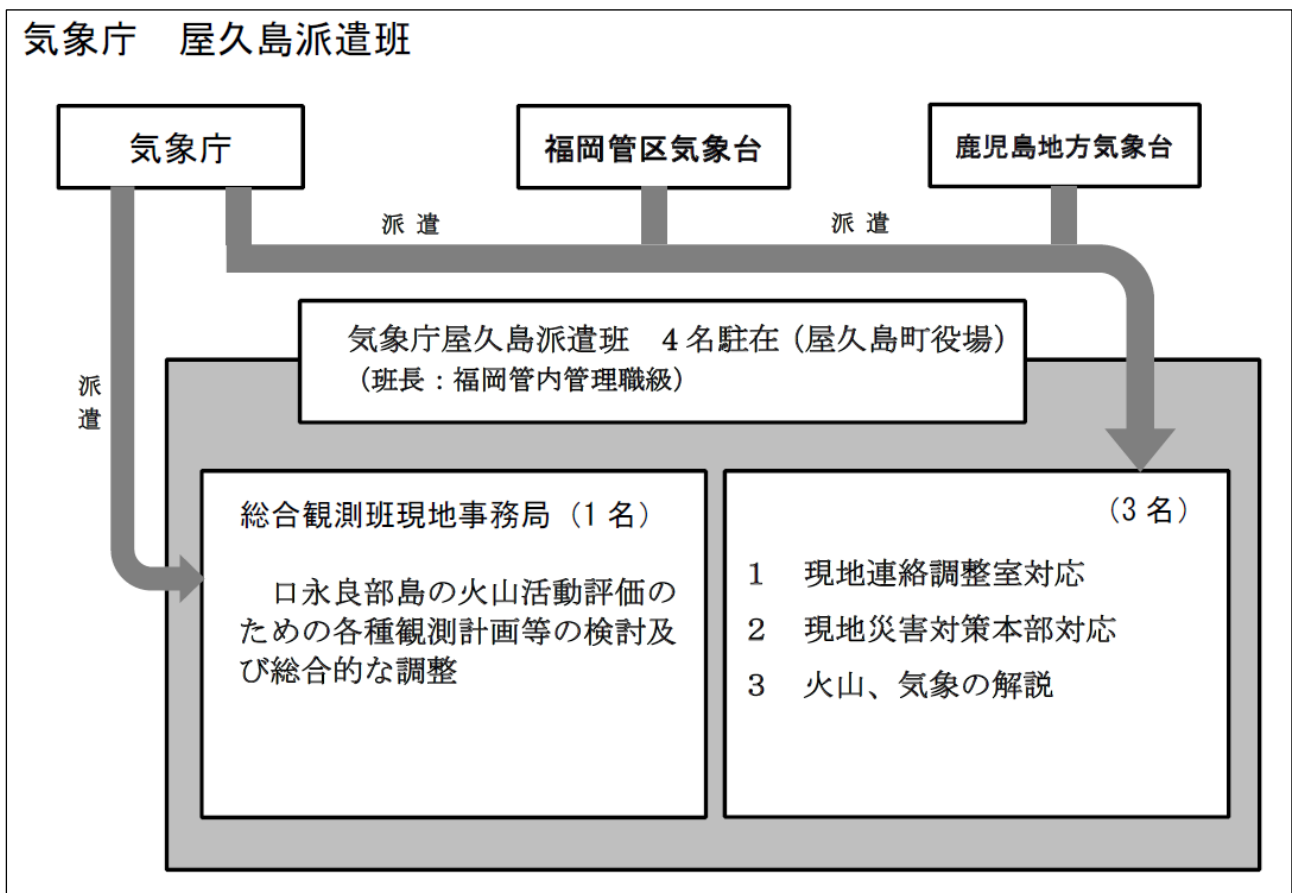 気象庁　屋久島派遣班
気象庁
福岡管区気象台
鹿児島地方気象台
派 遣
派 遣
派遣
気象庁屋久島派遣班　４名駐在（屋久島町役場）
（班長：福岡管内管理職級）
総合観測班現地事務局（１名）
口永良部島の火山活動評価の
ための各種観測計画等の検討及
び総合的な調整
（３名）
１　現地連絡調整室対応
２　現地災害対策本部対応
３　火山、気象の解説